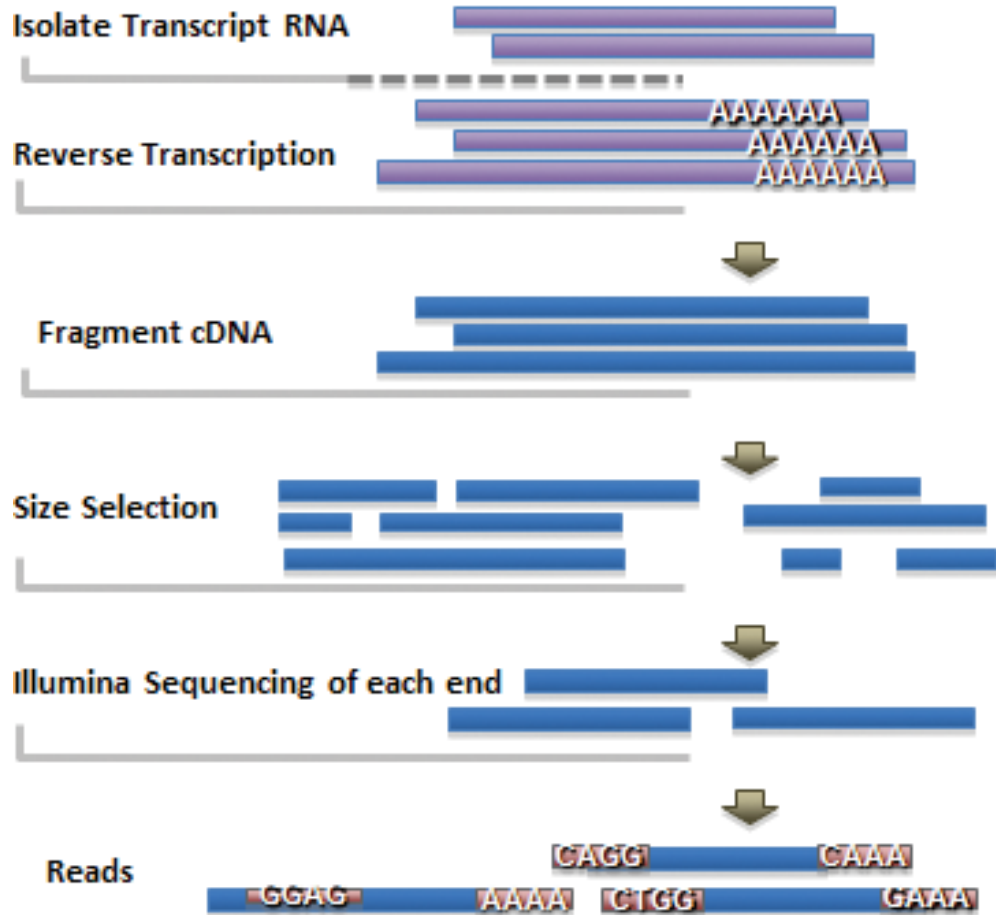 Isolate Transcript RNA
AAAAAA
AAAAAA
Reverse Transcription
AAAAAA
Fragment cDNA
Size Selection
Illumina Sequencing of each end
CAGG CAAA
Reads
GGAG AAAA CTGG GAAA